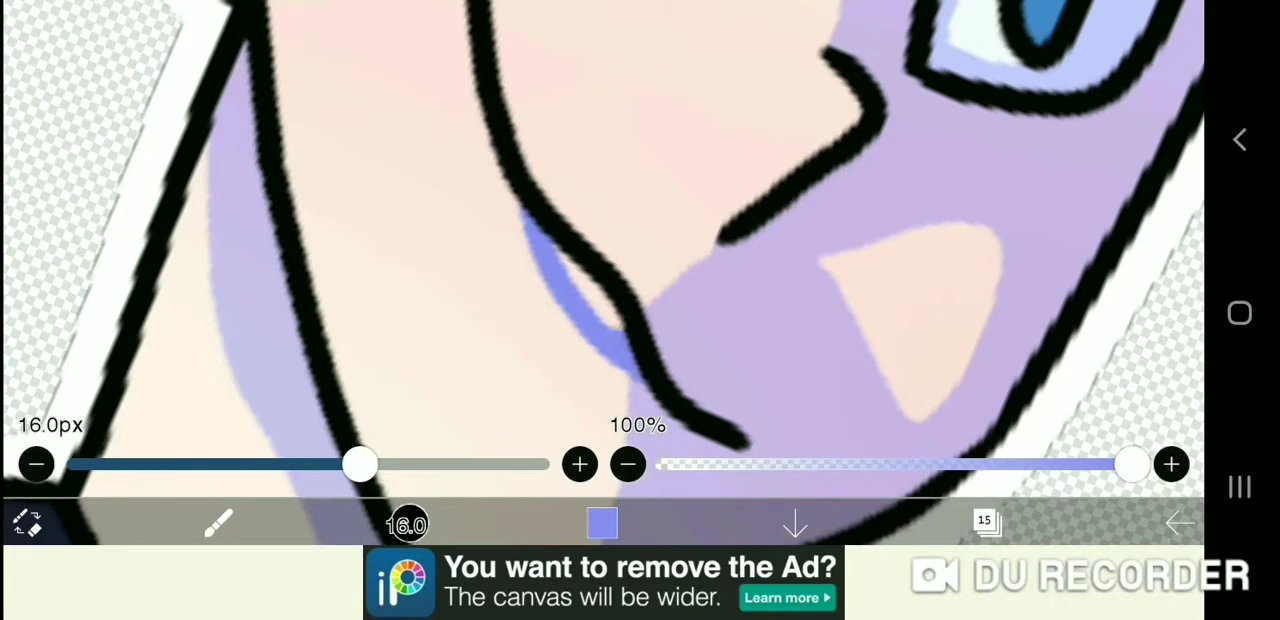 16.0px
100%
16.0
15
iP
You want to remove the Ad?
The canvas will be wider.
Learn more
DU RECORDER